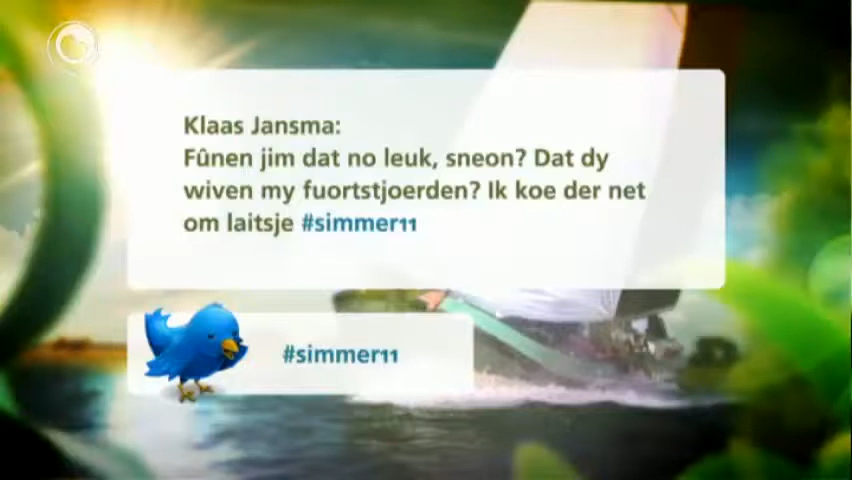 Klaas Jansma:
Fûnen jim dat no leuk, sneon? Dat dy
wiven my fuortstjoerden? Ik koe der net
om laitsje #simmer11
#simmer11